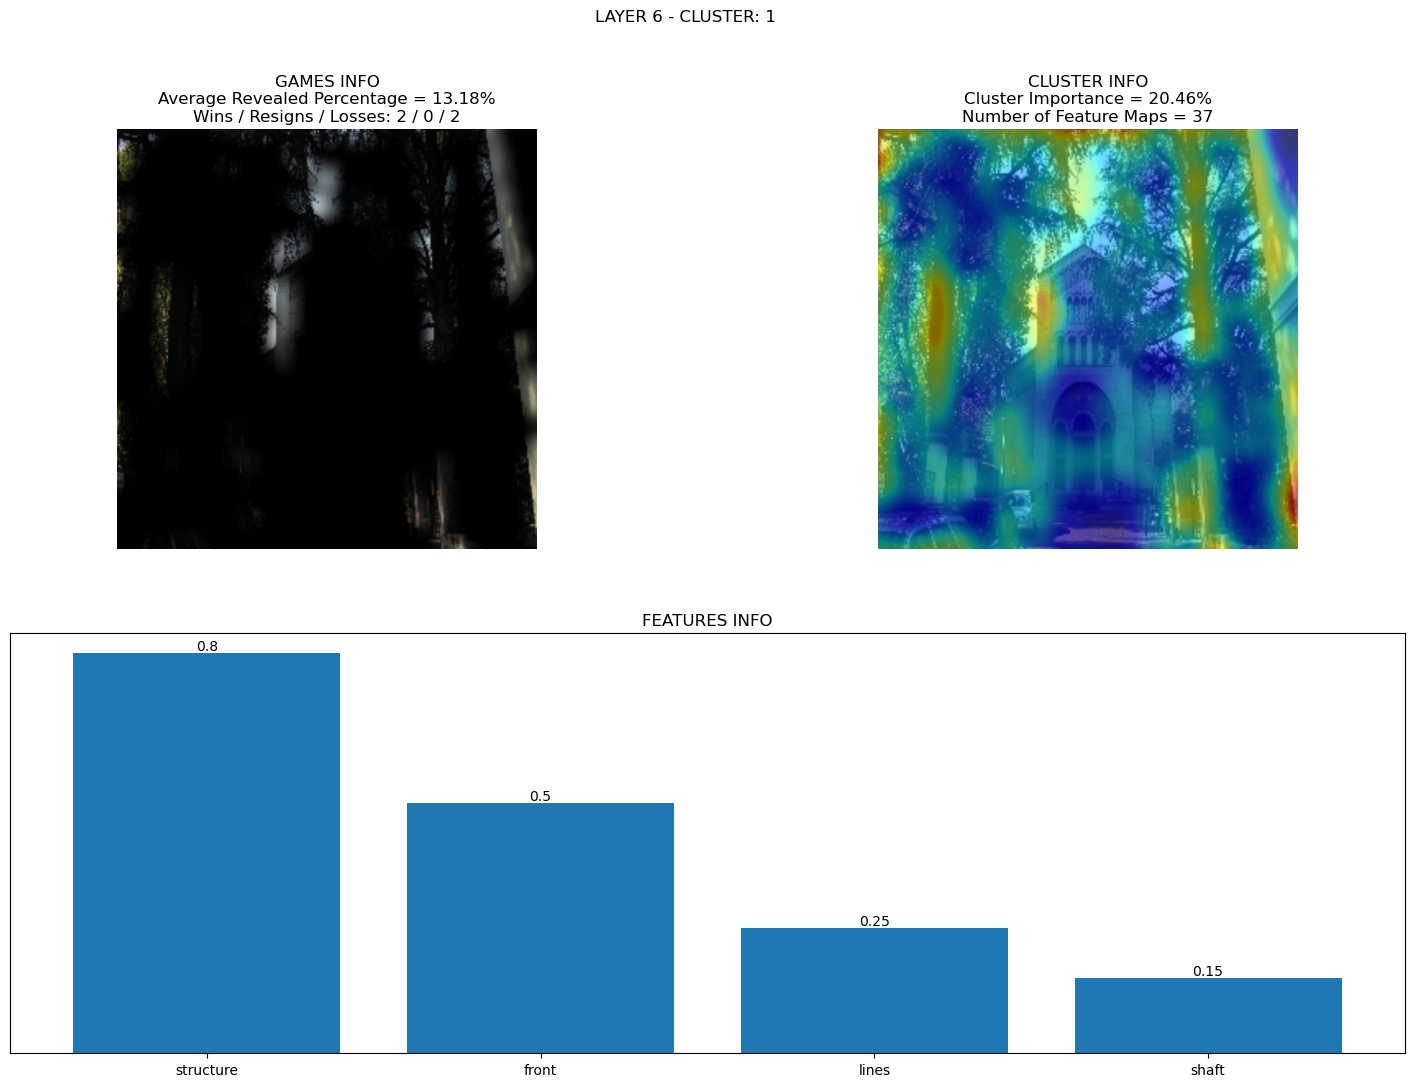 LAYER 6 - CLUSTER: 1
GAMES INFO
Average Revealed Percentage = 13.18%
Wins / Resigns / Losses: 2 / 0 / 2
CLUSTER INFO
Cluster Importance = 20.46%
Number of Feature Maps = 37
FEATURES INFO
0.8
0.5
0.25
0.15
structure
front
lines
shaft